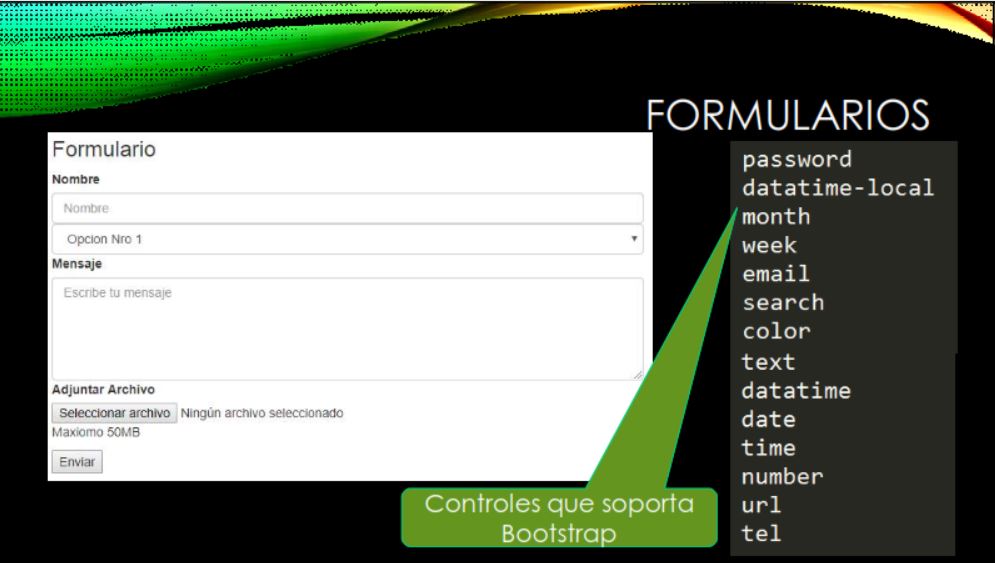 FORMULARIOS
Formulario
Nombre
Nombre
Opcion Nro 1
Mensaje
Escribe tu mensaje
Adjuntar Archivo
Seleccionar archivo Ningún archivo seleccionado
Maxiomo 50MB
Enviar
Controles que soporta
Bootstrap
password
datatime-local
month
week
email
search
color
text
datatime
date
time
number
url
tel